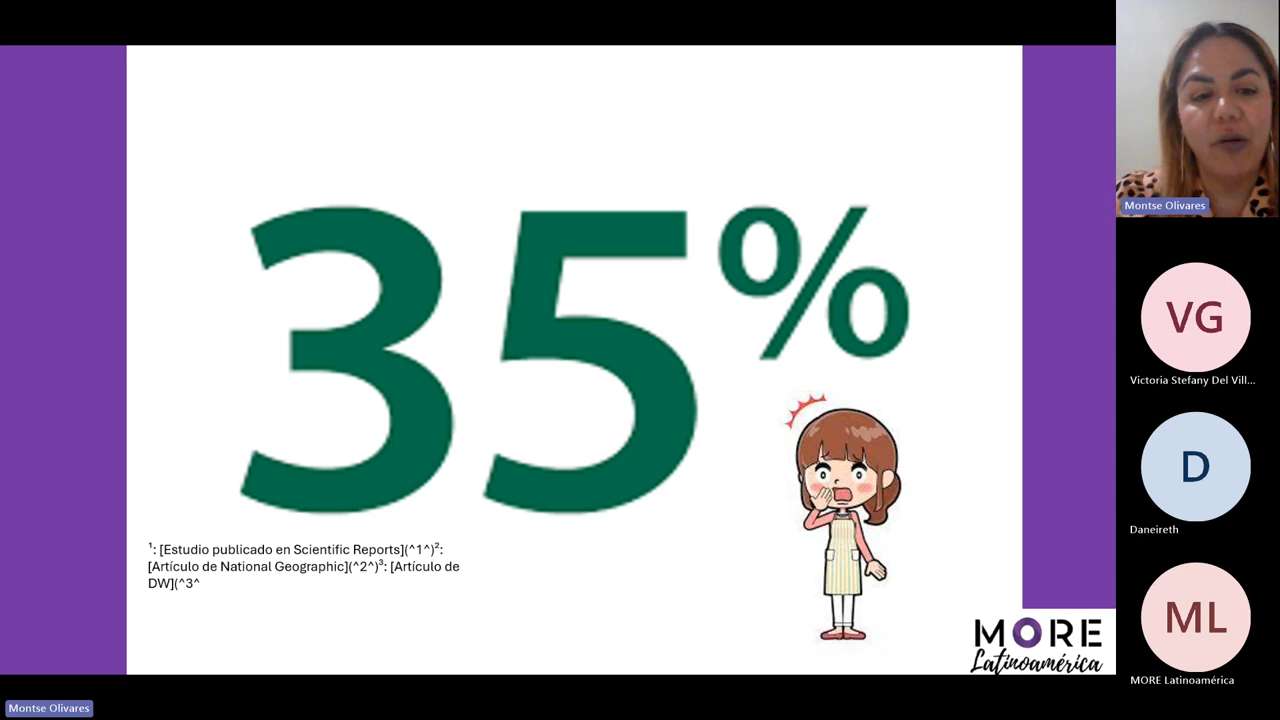 35%
¹: [Estudio publicado en Scientific Reports](^1^)²:
[Artículo de National Geographic](^2^)³: [Artículo de
DW](^3^
MORE
Latinoamérica
Montse Olivares
VG
Victoria Stefany Del Vill...
D
Daneireth
ML
MORE Latinoamérica
Montse Olivares